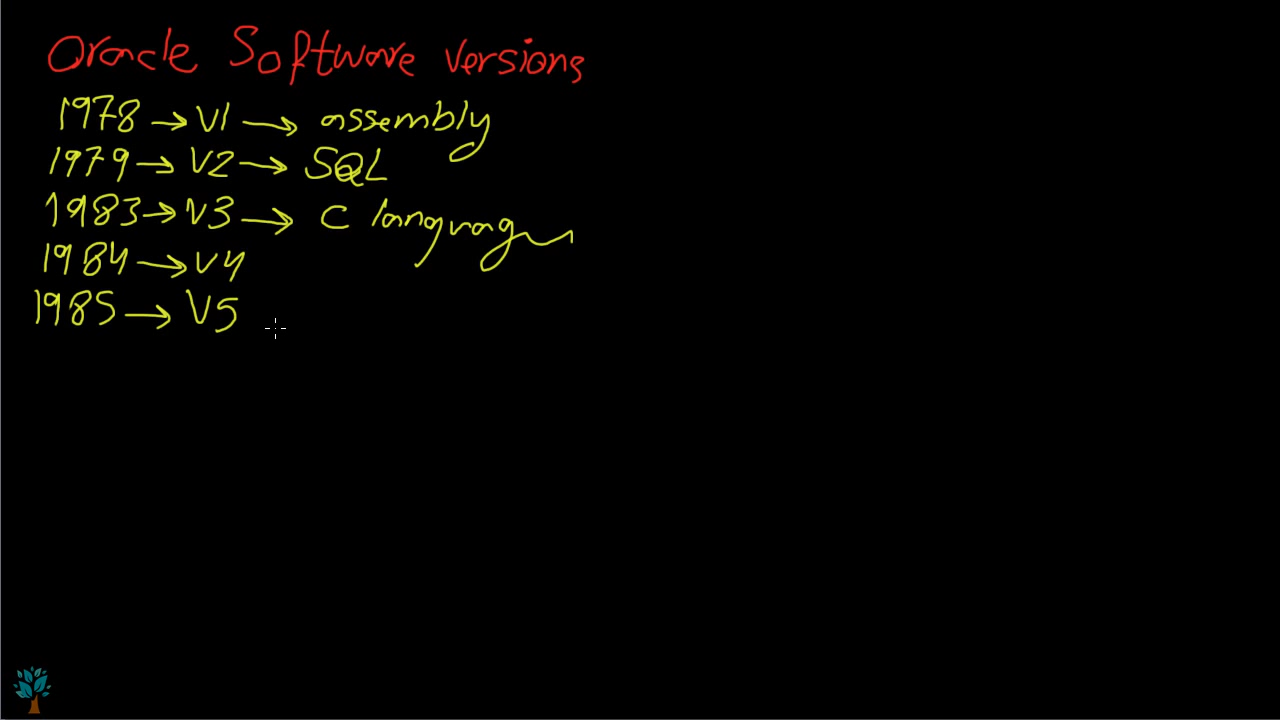 Oracle Software versions
1978 → V1 → assembly
1979 → V2 → SQL
1983 → V3 → C language
1984 → V4
1985 → V5